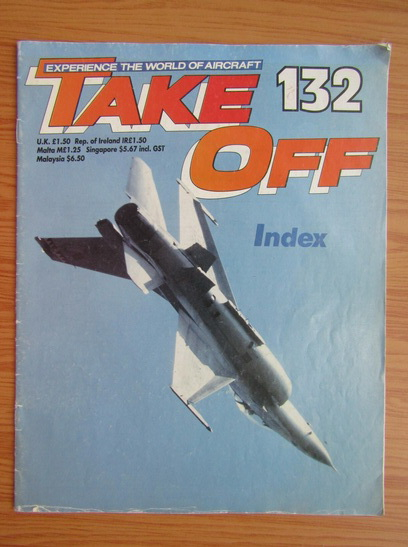 EXPERIENCE THE WORLD OF AIRCRAFT
TAKE OFF
132
U.K. £1.50 Rep. of Ireland IR£1.50
Malta M£1.25 Singapore $5.67 incl. GST
Malaysia $6.50
Index